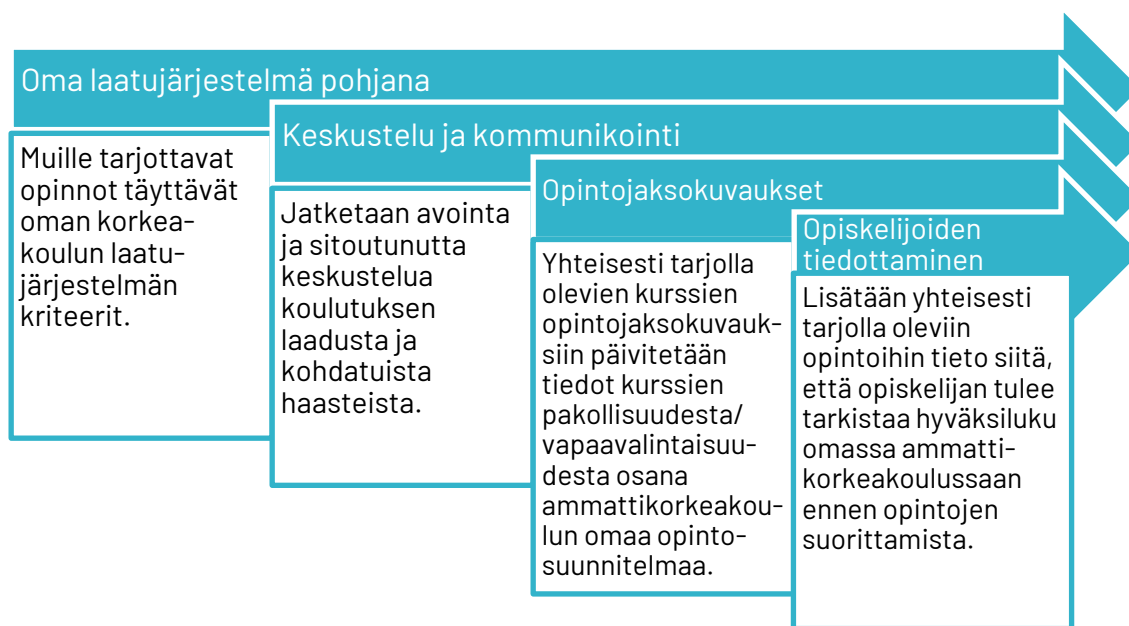 Oma laatujärjestelmä pohjana
Muille tarjottavat
opinnot täyttävät
oman korkea-
koulun laatu-
järjestelmän
kriteerit.
Keskustelu ja kommunikointi
Jatketaan avointa
ja sitoutunutta
keskustelua
koulutuksen
laadusta ja
kohdatuista
haasteista.
Opintojaksokuvaukset
Yhteisesti tarjolla
olevien kurssien
opintojaksokuvauk-
siin päivitetään
tiedot kurssien
pakollisuudesta/
vapaavalintaisuu-
desta osana
ammattikorkeakou-
lun omaa opinto-
suunnitelmaa.
Opiskelijoiden
tiedottaminen
Lisätään yhteisesti
tarjolla oleviin
opintoihin tieto siitä,
että opiskelijan tulee
tarkistaa hyväksiluku
omassa ammatti-
korkeakoulussaan
ennen opintojen
suorittamista.